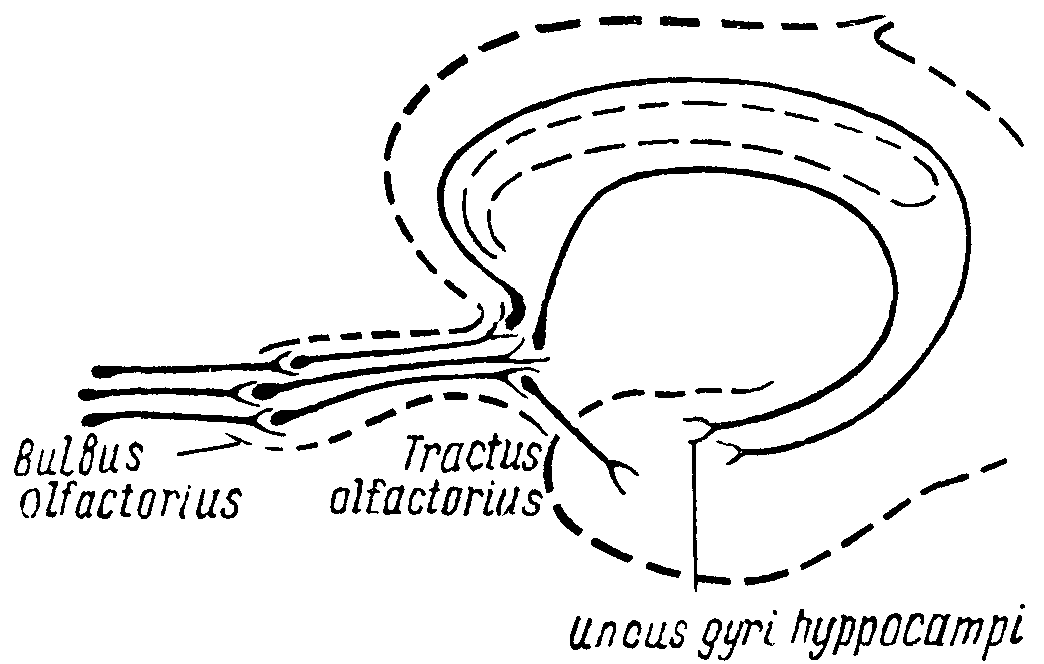 Bulbus
olfactorius
Tractus
olfactorius
uncus gyri hyppocampi